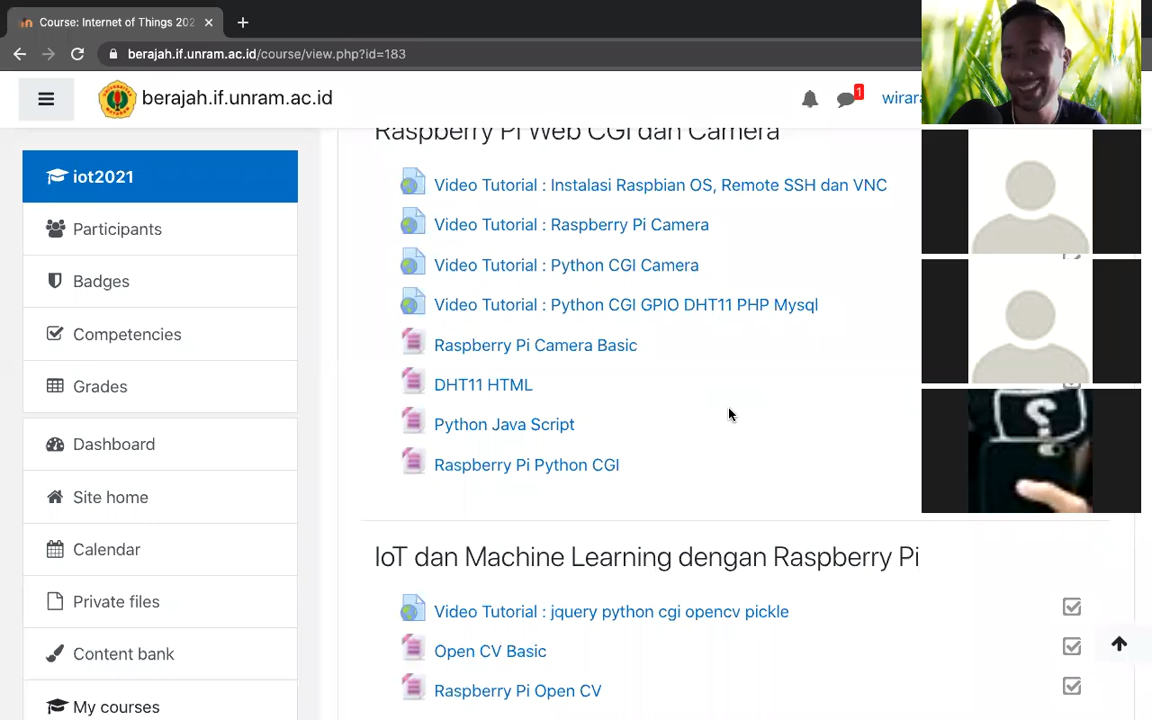 Course: Internet of Things 202
berajah.if.unram.ac.id/course/view.php?id=183
berajah.if.unram.ac.id
1
wirara
iot2021
Participants
Badges
Competencies
Grades
Dashboard
Site home
Calendar
Private files
Content bank
My courses
Raspberry Pi Web CGI dan Camera
Video Tutorial : Instalasi Raspbian OS, Remote SSH dan VNC
Video Tutorial : Raspberry Pi Camera
Video Tutorial : Python CGI Camera
Video Tutorial : Python CGI GPIO DHT11 PHP Mysql
Raspberry Pi Camera Basic
DHT11 HTML
Python Java Script
Raspberry Pi Python CGI
IoT dan Machine Learning dengan Raspberry Pi
Video Tutorial : jquery python cgi opencv pickle
Open CV Basic
Raspberry Pi Open CV
?